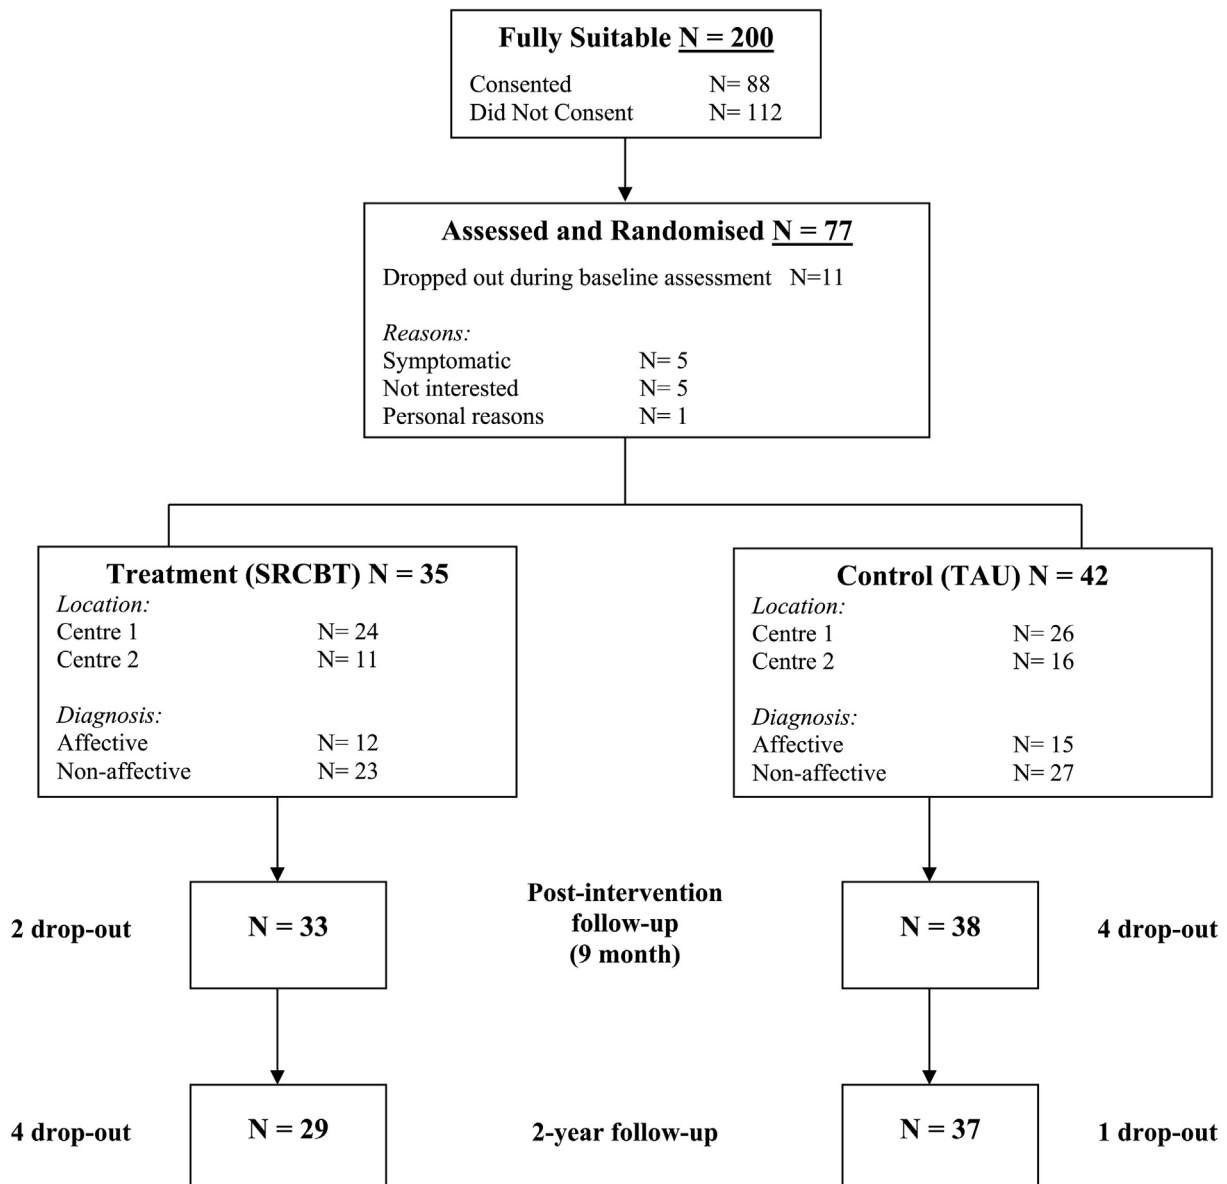 Fully Suitable N = 200
Consented N= 88
Did Not Consent N= 112
Assessed and Randomised N = 77
Dropped out during baseline assessment N=11
Reasons:
Symptomatic N= 5
Not interested N= 5
Personal reasons N= 1
Treatment (SRCBT) N = 35
Location:
Centre 1 N= 24
Centre 2 N= 11
Diagnosis:
Affective N= 12
Non-affective N= 23
Control (TAU) N = 42
Location:
Centre 1 N= 26
Centre 2 N= 16
Diagnosis:
Affective N= 15
Non-affective N= 27
2 drop-out
N = 33
Post-intervention
follow-up
(9 month)
N = 38
4 drop-out
4 drop-out
N = 29
2-year follow-up
N = 37
1 drop-out